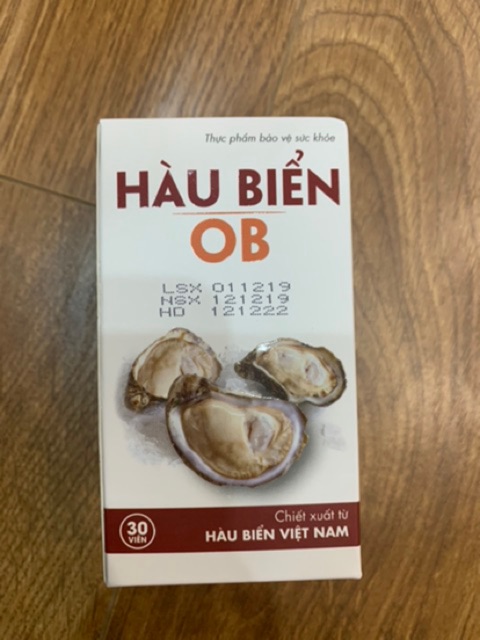 Thực phẩm bảo vệ sức khỏe
HÀU BIỂN
OB
LSX 011219
NSX 121219
HD 121222
30
VIÊN
Chiết xuất từ
HÀU BIỂN VIỆT NAM